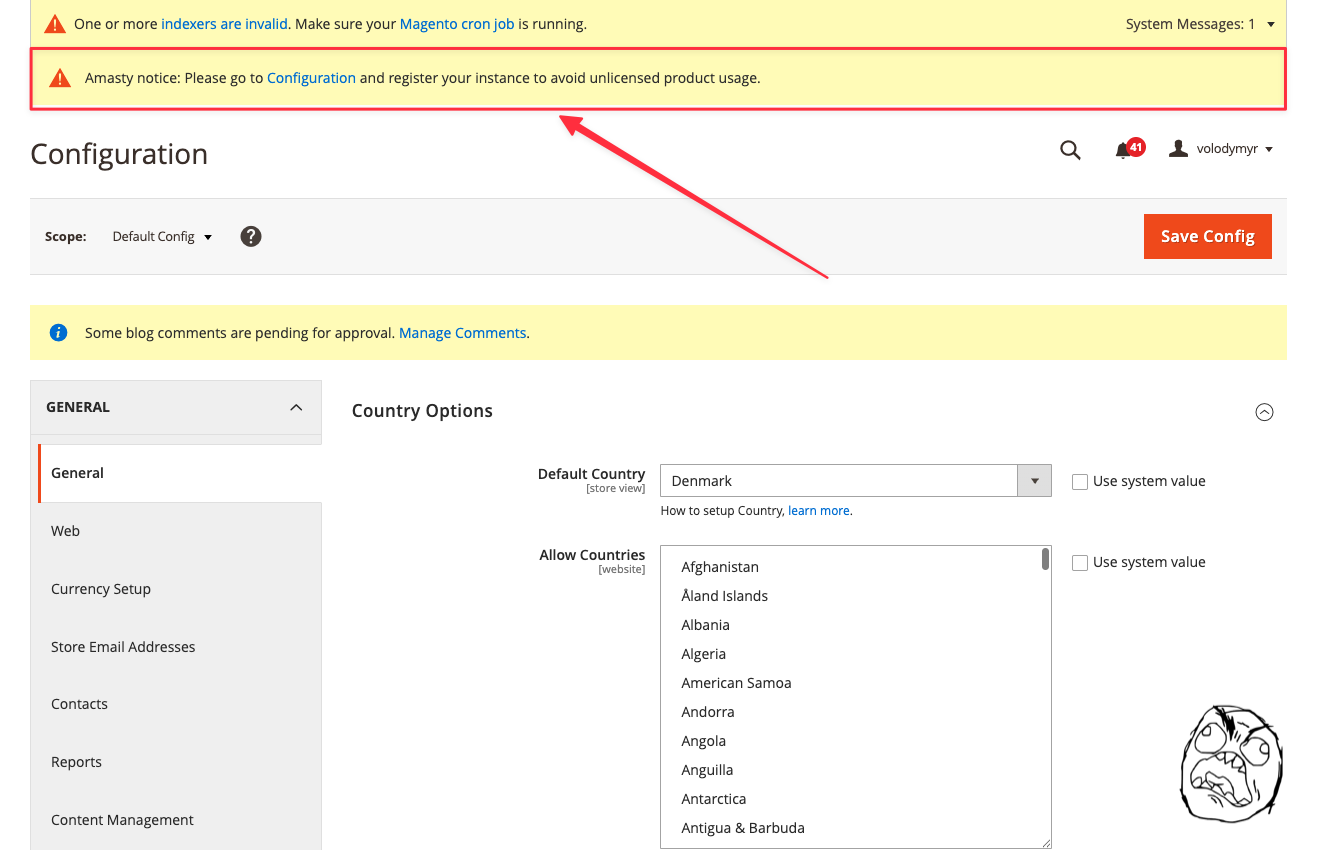 One or more indexers are invalid. Make sure your Magento cron job is running.
System Messages: 1
Amasty notice: Please go to Configuration and register your instance to avoid unlicensed product usage.
Configuration
41
volodymyr
Scope:
Default Config
?
Save Config
i
Some blog comments are pending for approval. Manage Comments.
GENERAL
General
Web
Currency Setup
Store Email Addresses
Contacts
Reports
Content Management
Country Options
Default Country
[store view]
Denmark
Use system value
How to setup Country, learn more.
Allow Countries
[website]
Use system value
Afghanistan
Åland Islands
Albania
Algeria
American Samoa
Andorra
Angola
Anguilla
Antarctica
Antigua & Barbuda